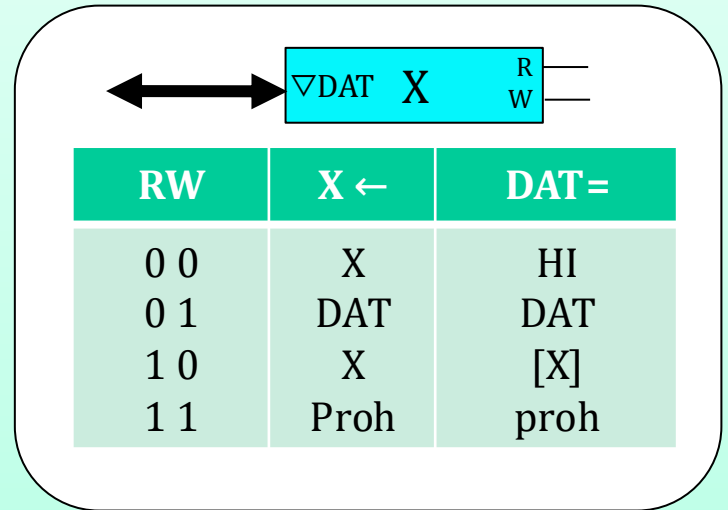 ▽DAT X R
W
RW X ← DAT=
0 0 X HI
0 1 DAT DAT
1 0 X [X]
1 1 Proh proh